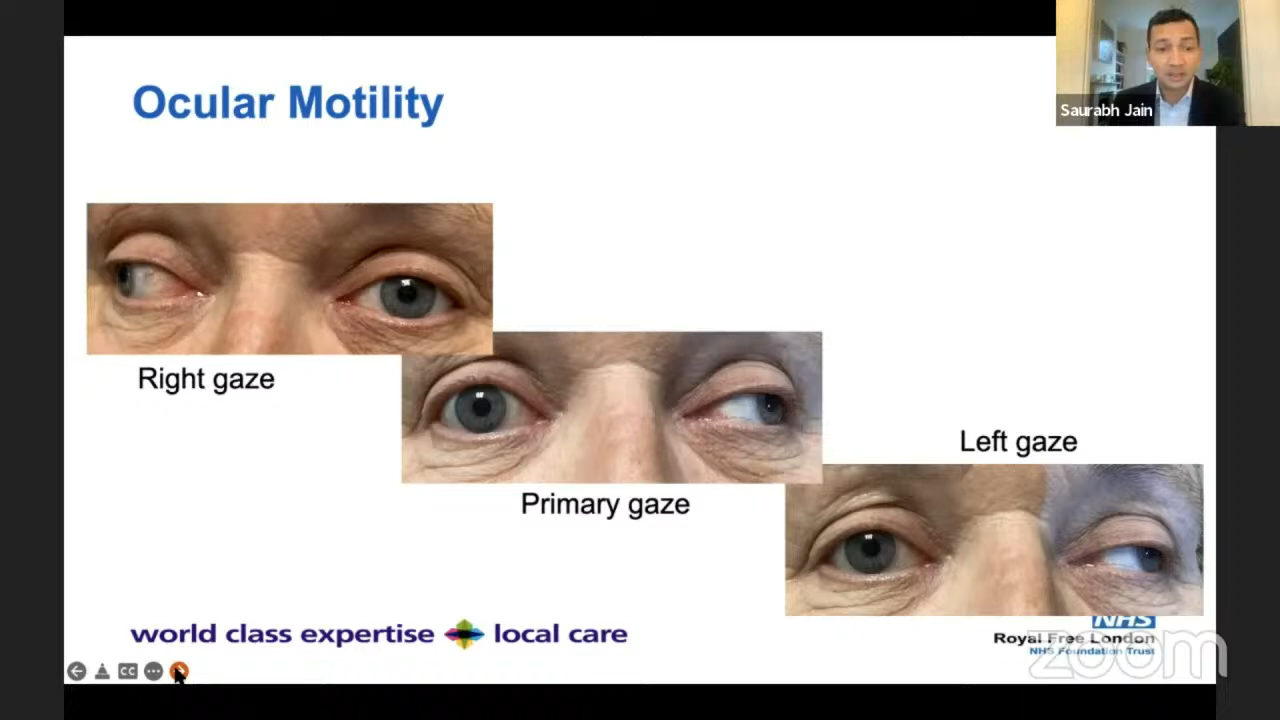 Ocular Motility
Saurabh Jain
Right gaze
Primary gaze
Left gaze
world class expertise local care
NHS
Royal Free London
NHS Foundation Trust
zoom
CC